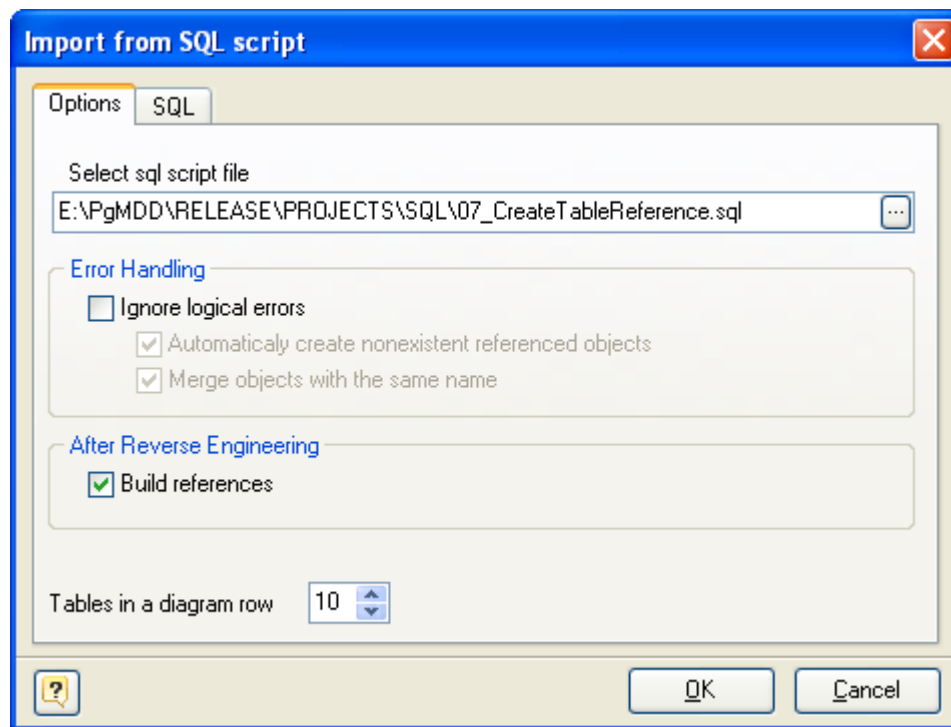 Import from SQL script
Options
SQL
Select sql script file
E:\PgMDD\RELEASE\PROJECTS\SQL\07_CreateTableReference.sql
...
Error Handling
Ignore logical errors
Automaticaly create nonexistent referenced objects
Merge objects with the same name
After Reverse Engineering
Build references
Tables in a diagram row
10
?
OK
Cancel